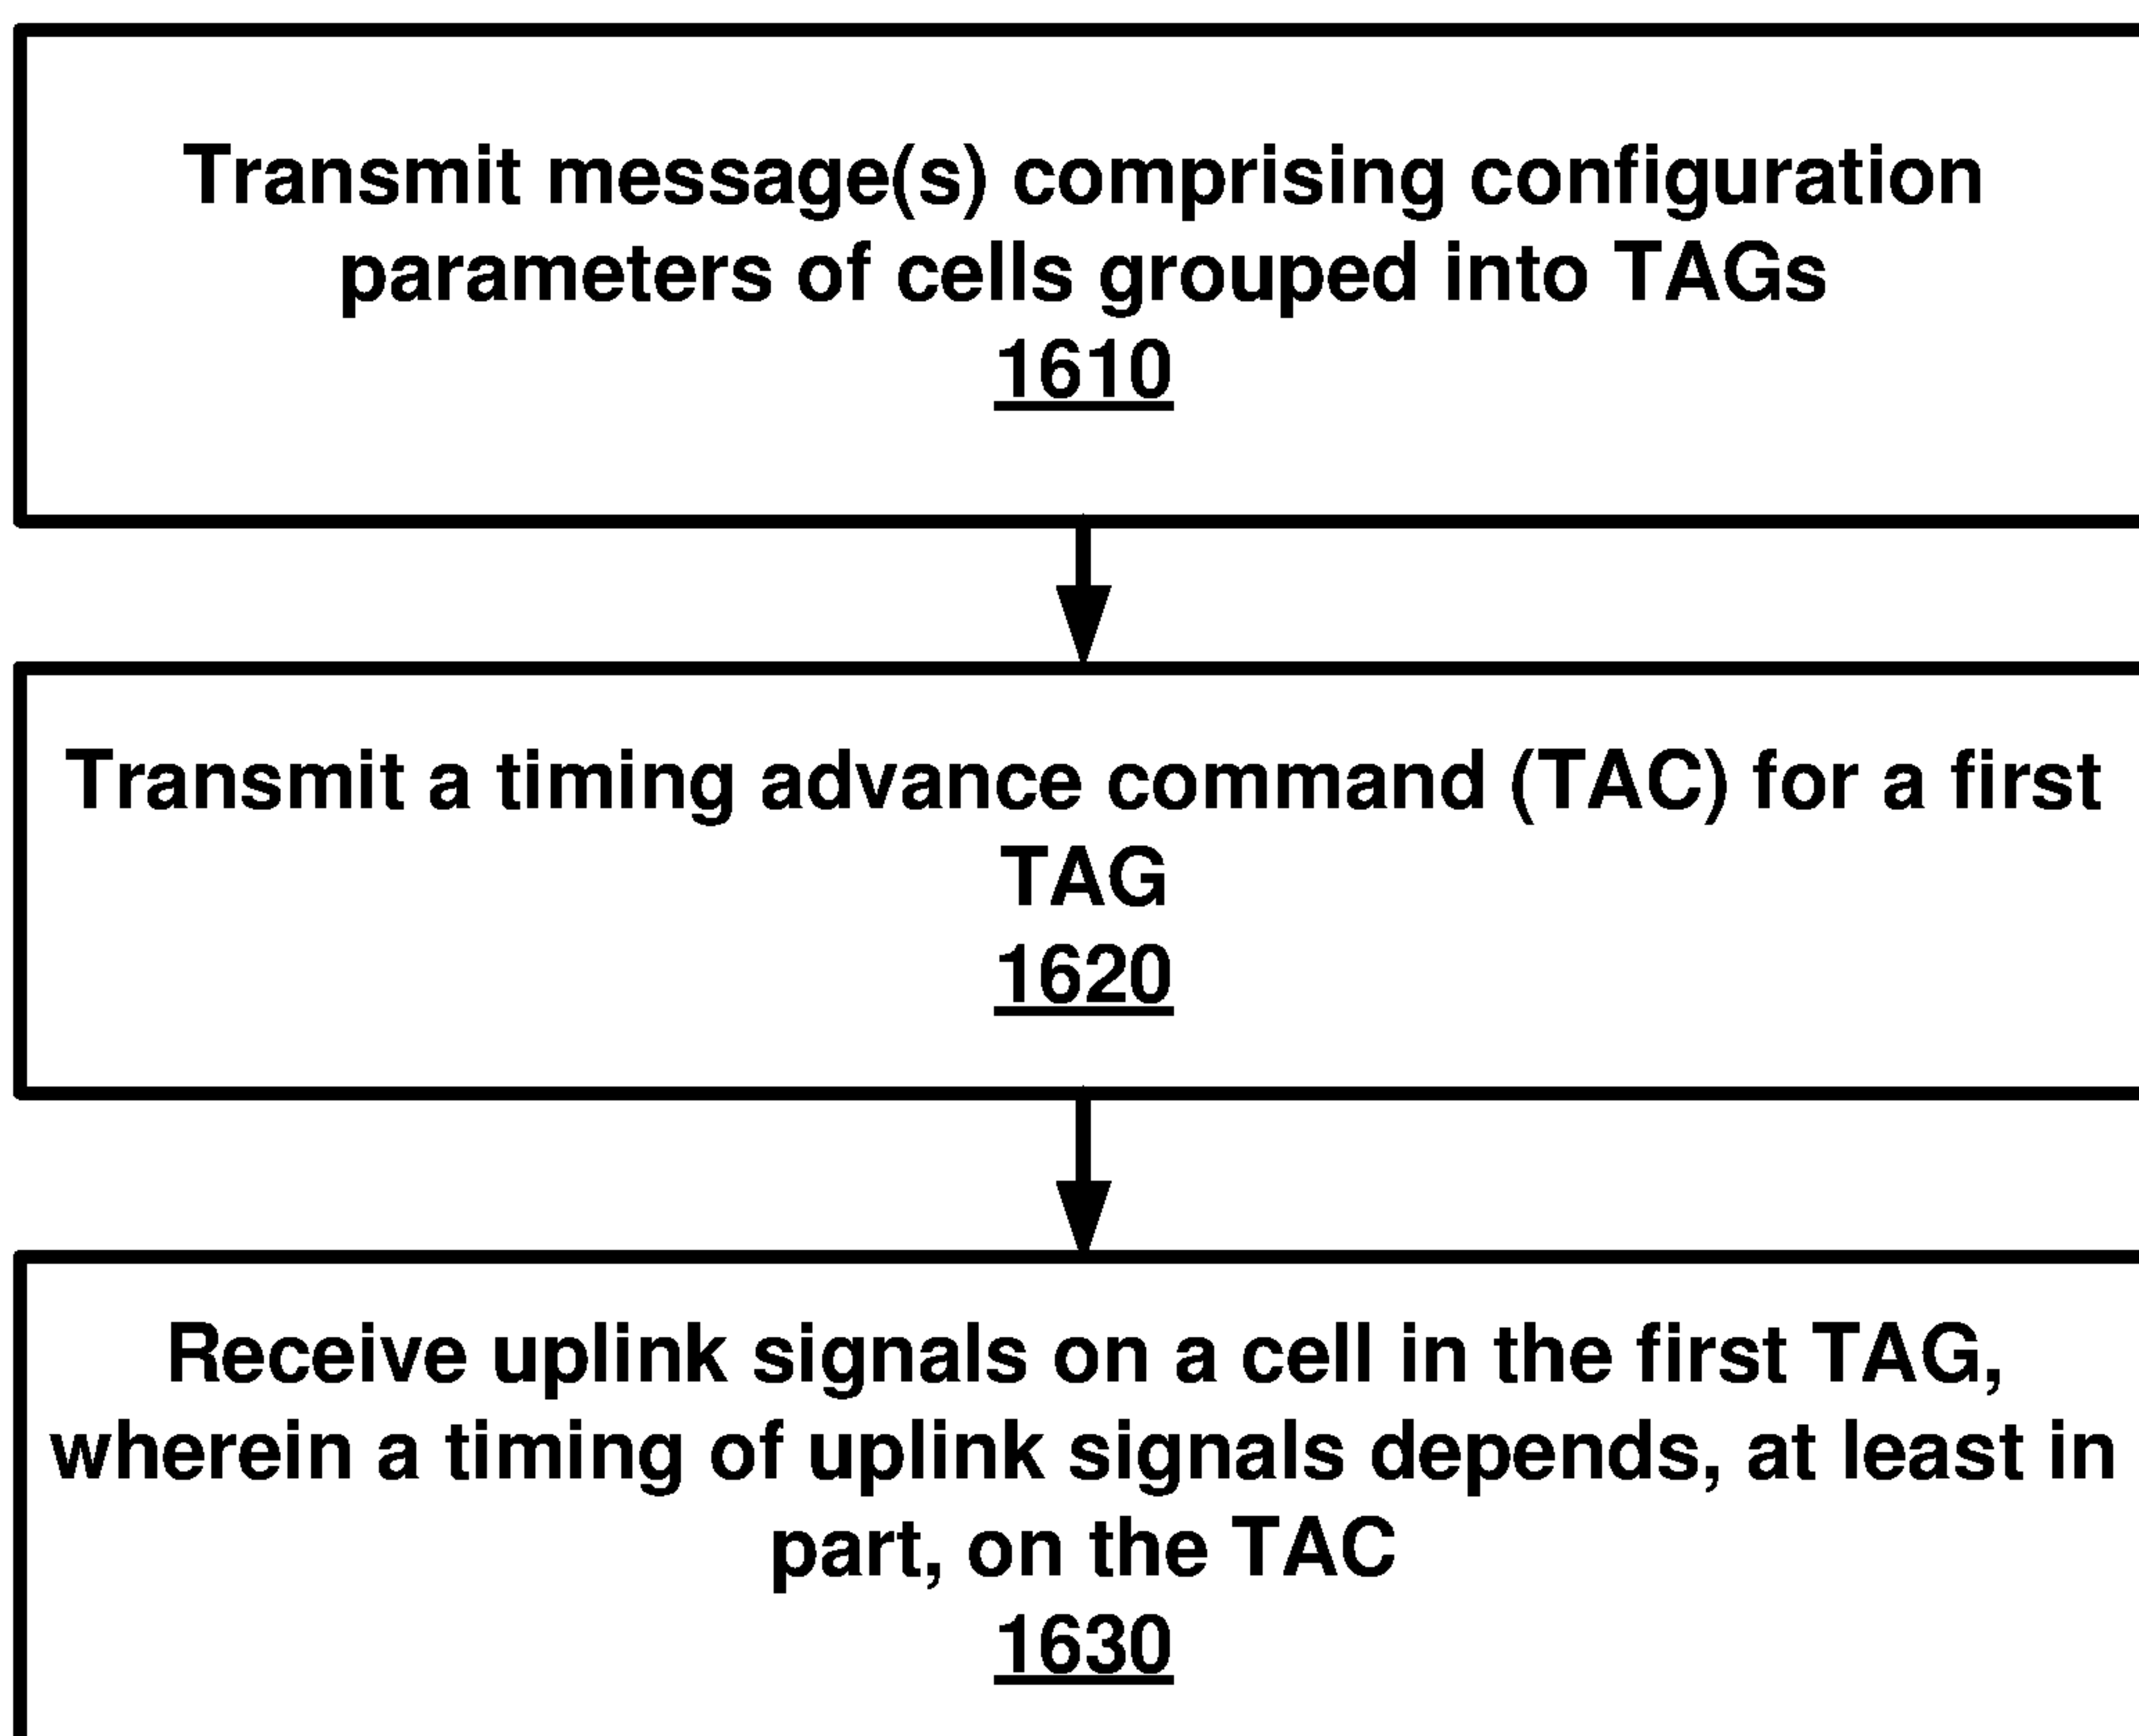 Transmit message(s) comprising configuration
parameters of cells grouped into TAGs
1610
Transmit a timing advance command (TAC) for a first
TAG
1620
Receive uplink signals on a cell in the first TAG,
wherein a timing of uplink signals depends, at least in
part, on the TAC
1630